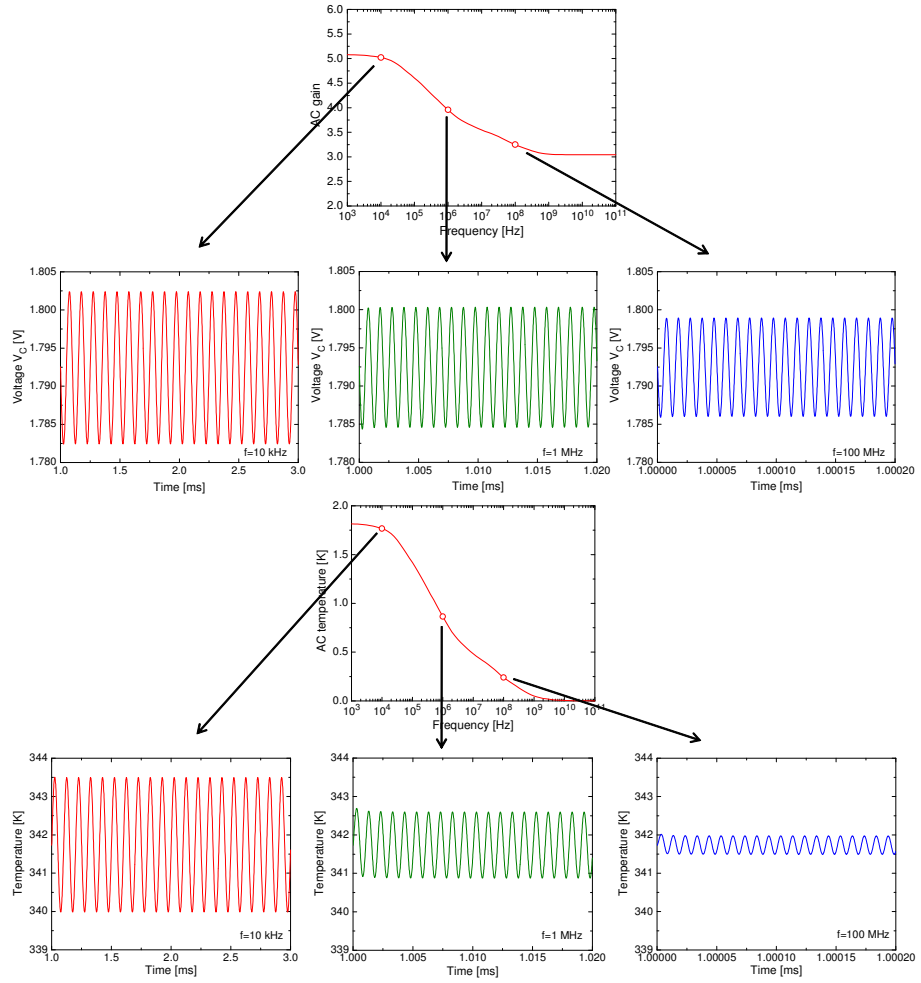 6.0
5.5
5.0
4.5
4.0
3.5
3.0
2.5
2.0
AC gain
10³ 10⁴ 10⁵ 10⁶ 10⁷ 10⁸ 10⁹ 10¹⁰ 10¹¹
Frequency [Hz]
1.805
1.800
1.795
1.790
1.785
1.780
Voltage V_C [V]
f=10 kHz
1.0 1.5 2.0 2.5 3.0
Time [ms]
1.805
1.800
1.795
1.790
1.785
1.780
Voltage V_C [V]
f=1 MHz
1.000 1.005 1.010 1.015 1.020
Time [ms]
1.805
1.800
1.795
1.790
1.785
1.780
Voltage V_C [V]
f=100 MHz
1.00000 1.00005 1.00010 1.00015 1.00020
Time [ms]
2.0
1.5
1.0
0.5
0.0
AC temperature [K]
10³ 10⁴ 10⁵ 10⁶ 10⁷ 10⁸ 10⁹ 10¹⁰ 10¹¹
Frequency [Hz]
344
343
342
341
340
339
Temperature [K]
f=10 kHz
1.0 1.5 2.0 2.5 3.0
Time [ms]
344
343
342
341
340
339
Temperature [K]
f=1 MHz
1.000 1.005 1.010 1.015 1.020
Time [ms]
344
343
342
341
340
339
Temperature [K]
f=100 MHz
1.00000 1.00005 1.00010 1.00015 1.00020
Time [ms]